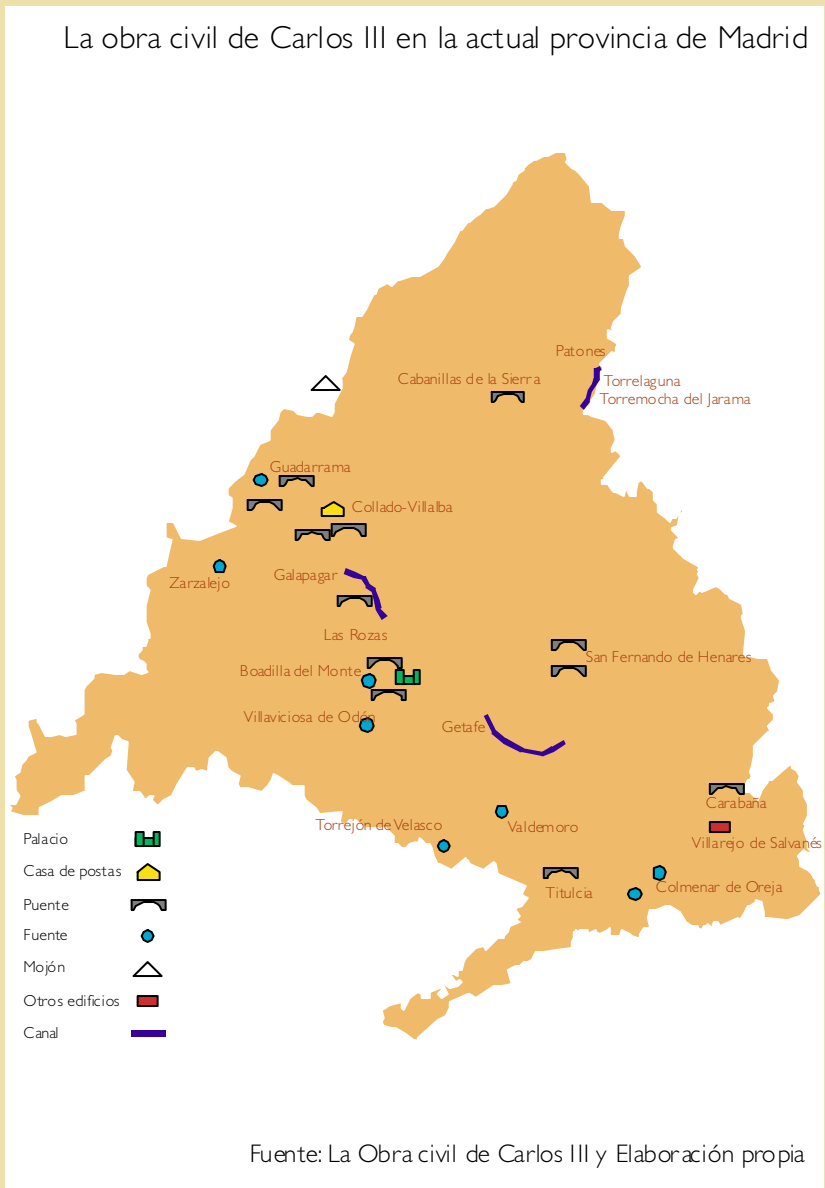 La obra civil de Carlos III en la actual provincia de Madrid
Patones
Cabanillas de la Sierra
Torrelaguna
Torremocha del Jarama
Guadarrama
Collado-Villalba
Zarzalejo
Galapagar
Las Rozas
San Fernando de Henares
Boadilla del Monte
Villaviciosa de Odón
Getafe
Carabaña
Torrejón de Velasco
Valdemoro
Villarejo de Salvanés
Titulcia
Colmenar de Oreja
Palacio
Casa de postas
Puente
Fuente
Mojón
Otros edificios
Canal
Fuente: La Obra civil de Carlos III y Elaboración propia